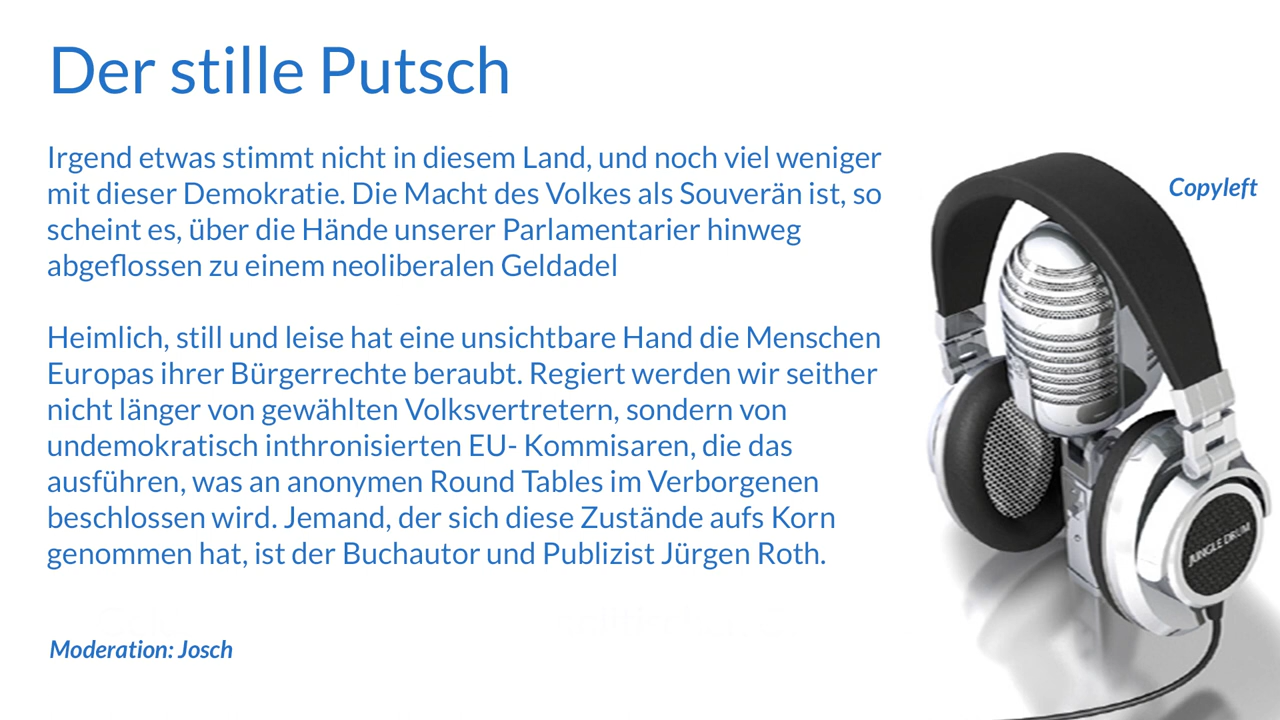 Der stille Putsch
Irgend etwas stimmt nicht in diesem Land, und noch viel weniger
mit dieser Demokratie. Die Macht des Volkes als Souverän ist, so
scheint es, über die Hände unserer Parlamentarier hinweg
abgeflossen zu einem neoliberalen Geldadel
Copyleft
Heimlich, still und leise hat eine unsichtbare Hand die Menschen
Europas ihrer Bürgerrechte beraubt. Regiert werden wir seither
nicht länger von gewählten Volksvertretern, sondern von
undemokratisch inthronisierten EU- Kommisaren, die das
ausführen, was an anonymen Round Tables im Verborgenen
beschlossen wird. Jemand, der sich diese Zustände aufs Korn
genommen hat, ist der Buchautor und Publizist Jürgen Roth.
JUNGLE DRUM
Moderation: Josch